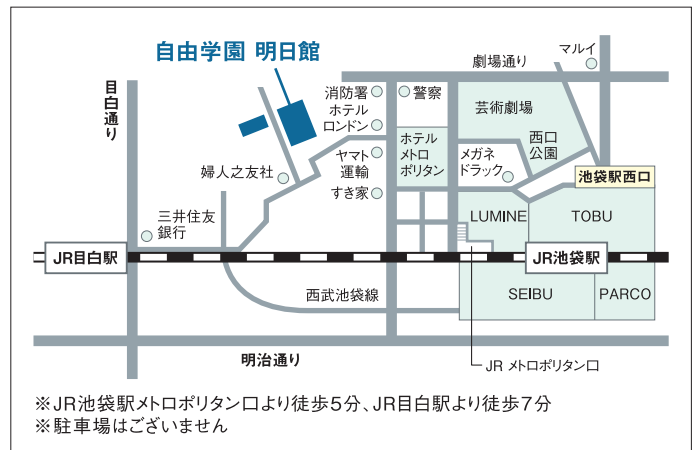 自由学園 明日館
目白通り
消防署
ホテル
ロンドン
警察
劇場通り
マルイ
芸術劇場
西口
公園
ホテル
メトロ
ポリタン
ヤマト
運輸
すき家
婦人之友社
メガネ
ドラッグ
池袋駅西口
三井住友
銀行
LUMINE
TOBU
JR目白駅
JR池袋駅
西武池袋線
SEIBU
PARCO
明治通り
JR メトロポリタン口
※JR池袋駅メトロポリタン口より徒歩5分、JR目白駅より徒歩7分
※駐車場はございません